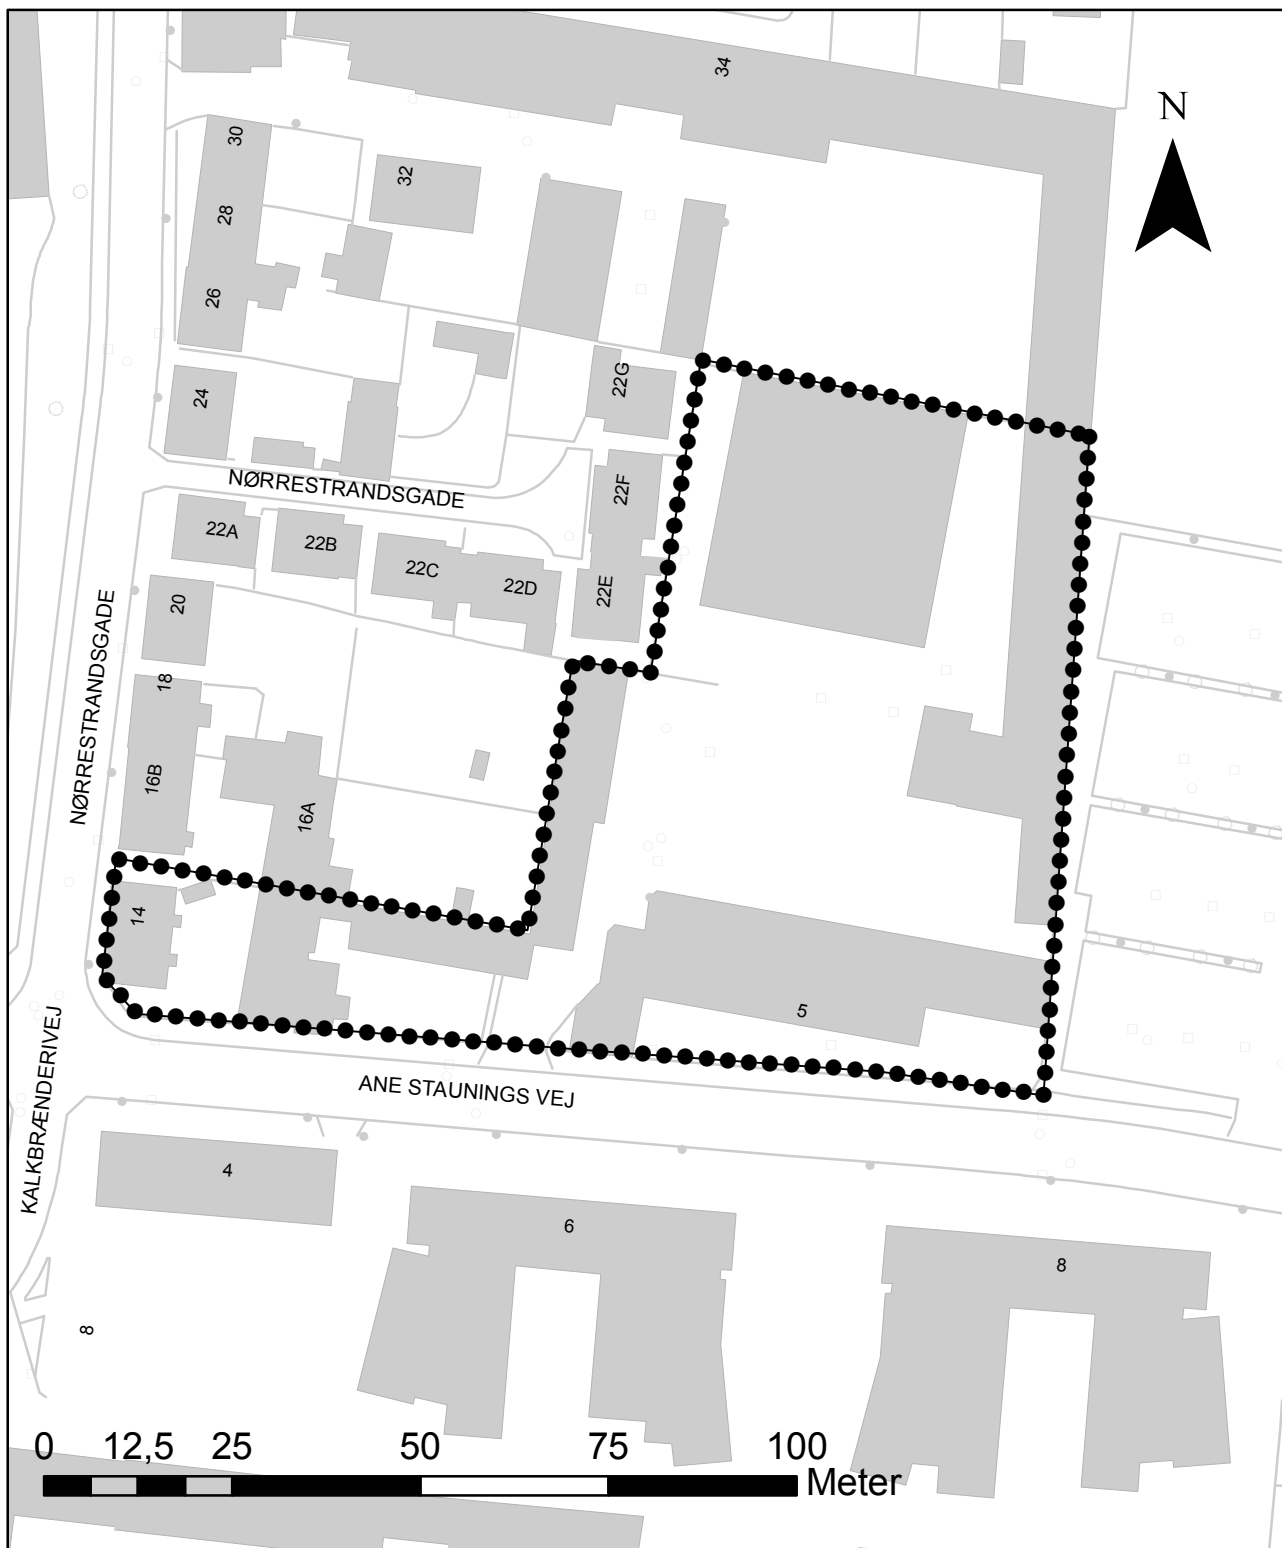 34
N
30
32
28
26
22G
24
NØRRESTRANDSGADE
22F
22A
22B
22C
22D
22E
20
NØRRESTRANDSGADE
18
16B
16A
14
5
KALKBRÆNDERIVEJ
ANE STAUNINGS VEJ
4
6
8
8
0 12,5 25 50 75 100
Meter